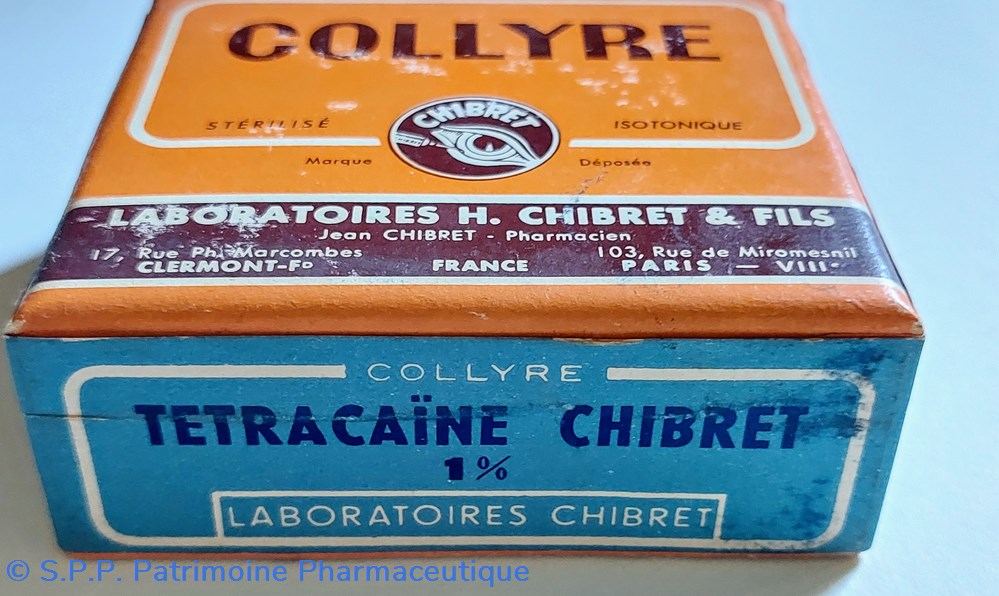 COLLYRE
CHIBRET
STÉRILISÉ ISOTONIQUE
Marque Déposée
LABORATOIRES H. CHIBRET & FILS
Jean CHIBRET - Pharmacien
17, Rue Ph. Marcombes 103, Rue de Miromesnil
CLERMONT-Fᴰ FRANCE PARIS — VIIIᵉ
COLLYRE
TETRACAÏNE CHIBRET
1%
LABORATOIRES CHIBRET
© S.P.P. Patrimoine Pharmaceutique